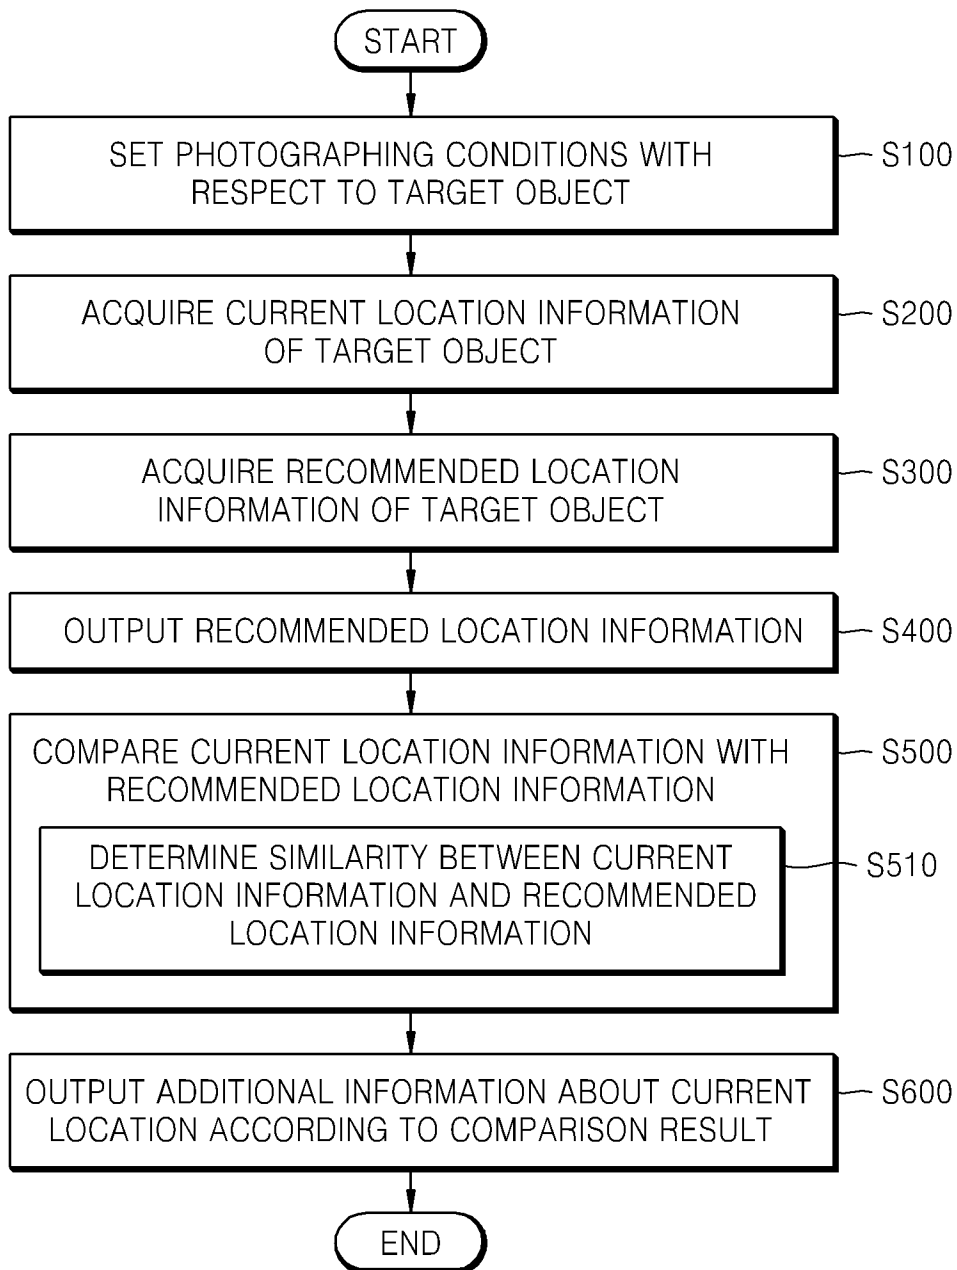 START
SET PHOTOGRAPHING CONDITIONS WITH
RESPECT TO TARGET OBJECT
S100
ACQUIRE CURRENT LOCATION INFORMATION
OF TARGET OBJECT
S200
ACQUIRE RECOMMENDED LOCATION
INFORMATION OF TARGET OBJECT
S300
OUTPUT RECOMMENDED LOCATION INFORMATION
S400
COMPARE CURRENT LOCATION INFORMATION WITH
RECOMMENDED LOCATION INFORMATION
S500
DETERMINE SIMILARITY BETWEEN CURRENT
LOCATION INFORMATION AND RECOMMENDED
LOCATION INFORMATION
S510
OUTPUT ADDITIONAL INFORMATION ABOUT CURRENT
LOCATION ACCORDING TO COMPARISON RESULT
S600
END